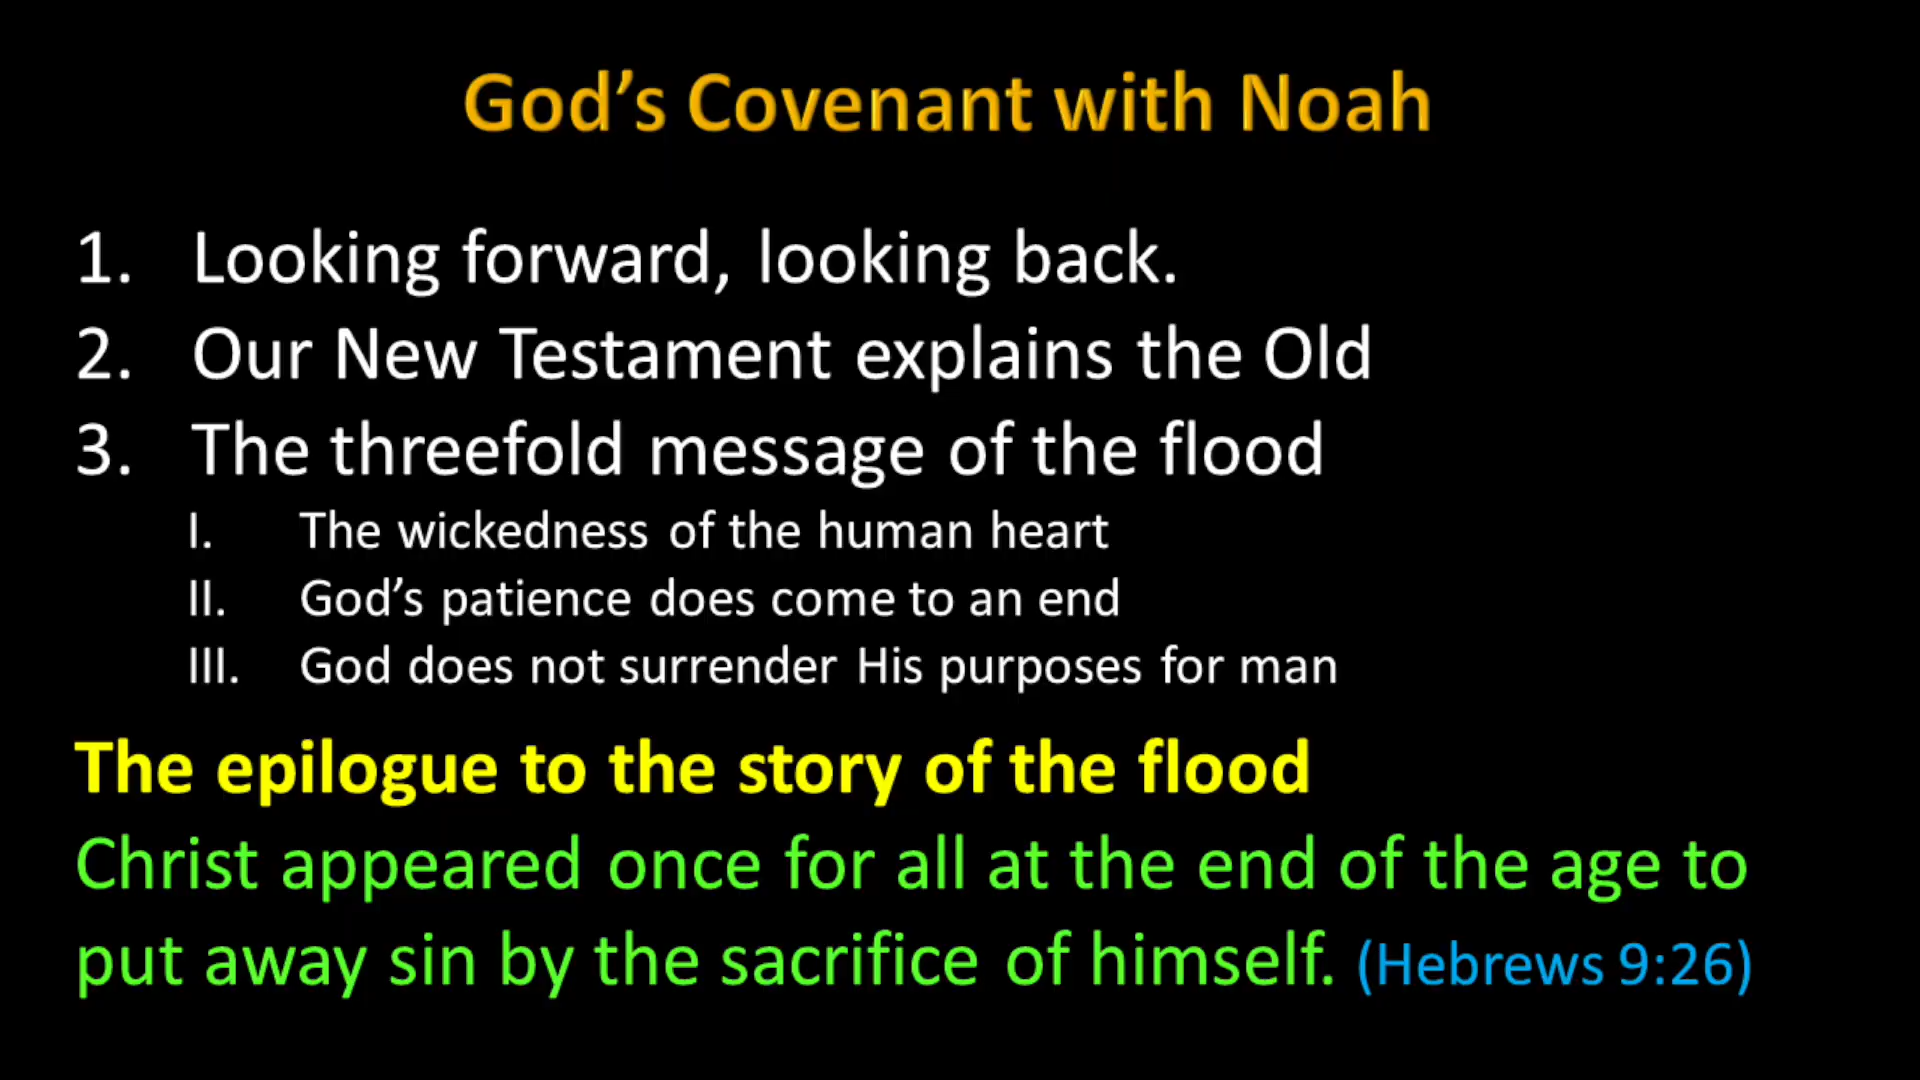 God’s Covenant with Noah
1. Looking forward, looking back.
2. Our New Testament explains the Old
3. The threefold message of the flood
I. The wickedness of the human heart
II. God’s patience does come to an end
III. God does not surrender His purposes for man
The epilogue to the story of the flood
Christ appeared once for all at the end of the age to
put away sin by the sacrifice of himself. (Hebrews 9:26)